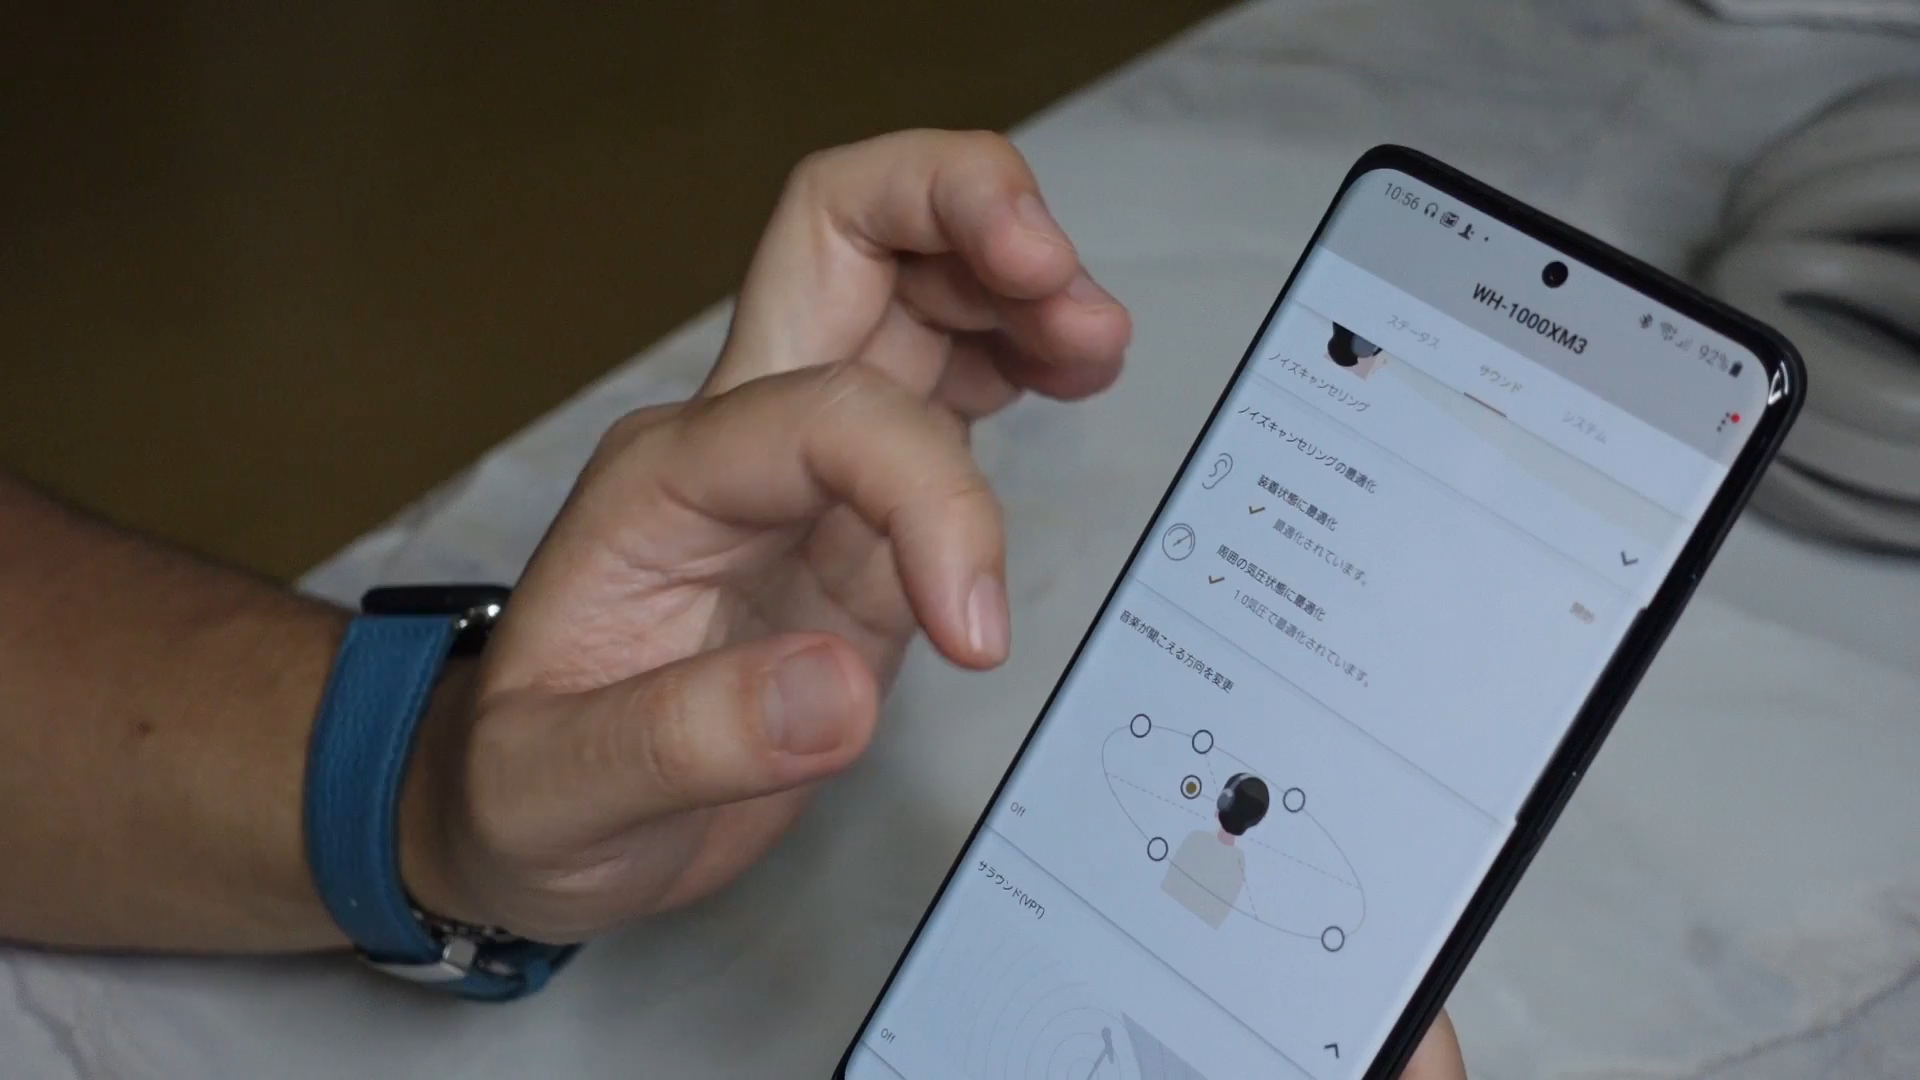 10:56
92%
WH-1000XM3
ステータス
サウンド
システム
ノイズキャンセリング
ノイズキャンセリングの最適化
装着状態に最適化
最適化されています。
周囲の気圧状態に最適化
1.0気圧で最適化されています。
音楽が聞こえる方向を変更
Off
サラウンド(VPT)
Off